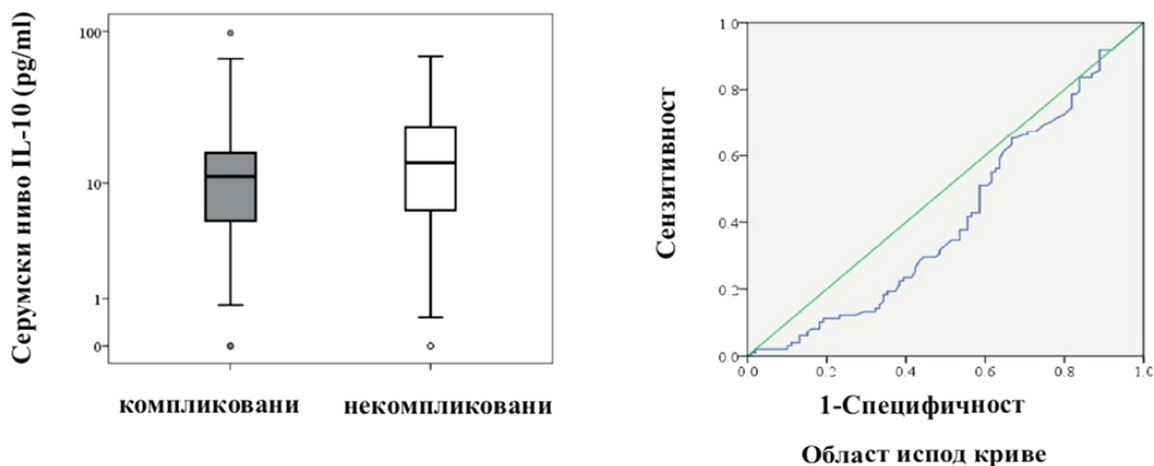 Серумски ниво IL-10 (pg/ml)
100
10
1
0
компликовани
некомпликовани
Сензитивност
1.0
0.8
0.6
0.4
0.2
0.0
0.0
0.2
0.4
0.6
0.8
1.0
1-Специфичност
Област испод криве